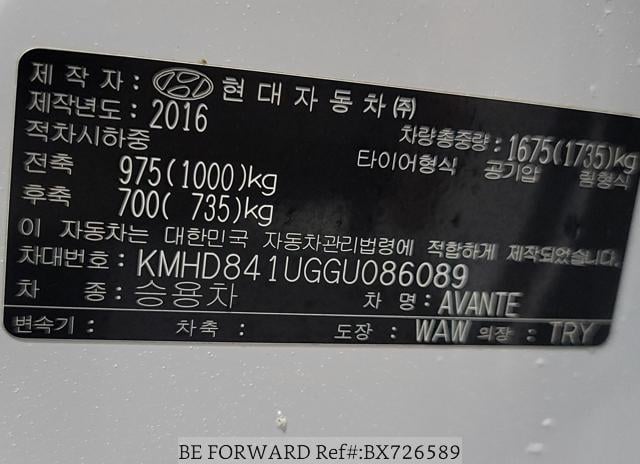 제 작 자 : 현 대 자 동 차 ㈜
제작년도 : 2016 차량총중량 : 1675(1735)kg
적차시하중 타이어형식 공기압 림형식
전축 975(1000)kg
후축 700( 735)kg
이 자동차는 대한민국 자동차관리법령에 적합하게 제작되었습니다.
차대번호 : KMHD841UGGU086089
차 종 : 승용차 차 명 : AVANTE
변속기 : 차축 : 도장 : WAW 의장 : TRY
BE FORWARD Ref#:BX726589